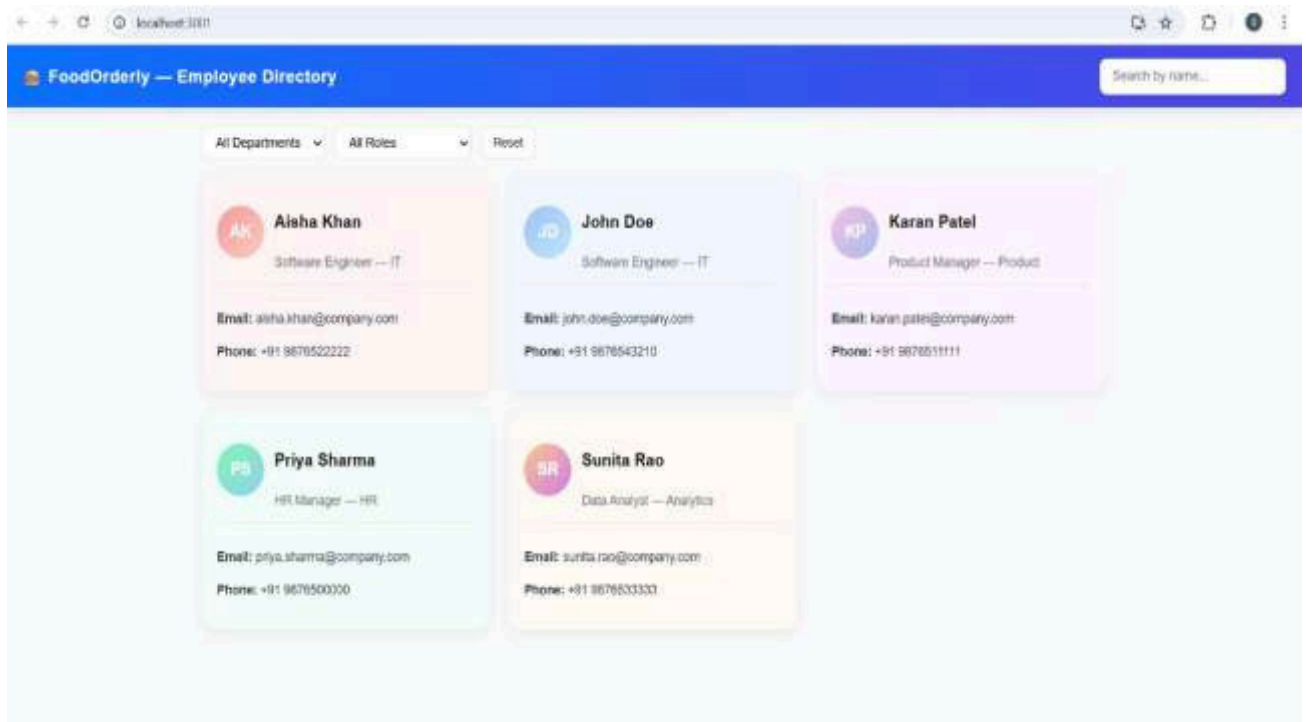 localhost:3001
FoodOrderly — Employee Directory
Search by name...
All Departments All Roles Reset
AK Aisha Khan
Software Engineer — IT
Email: aisha.khan@company.com
Phone: +91 9876522222
JD John Doe
Software Engineer — IT
Email: john.doe@company.com
Phone: +91 9876543210
KP Karan Patel
Product Manager — Product
Email: karan.patel@company.com
Phone: +91 9876511111
PS Priya Sharma
HR Manager — HR
Email: priya.sharma@company.com
Phone: +91 9876500000
SR Sunita Rao
Data Analyst — Analytics
Email: sunita.rao@company.com
Phone: +91 9876533333